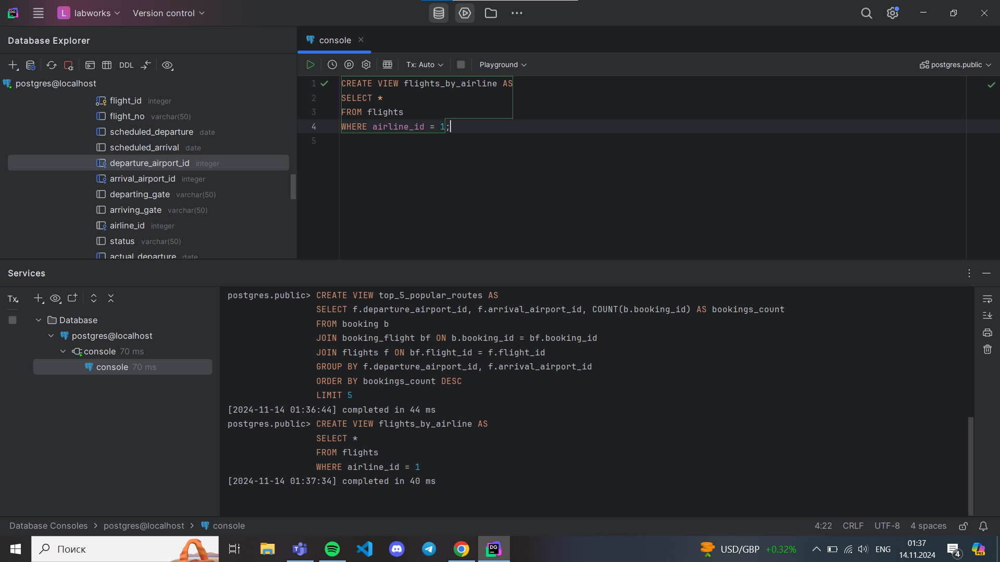 L labworks Version control
Database Explorer
console
DDL
Tx: Auto Playground postgres.public
postgres@localhost
flight_id integer
flight_no varchar(50)
scheduled_departure date
scheduled_arrival date
departure_airport_id integer
arrival_airport_id integer
departing_gate varchar(50)
arriving_gate varchar(50)
airline_id integer
status varchar(50)
actual_departure date
1 CREATE VIEW flights_by_airline AS
2 SELECT *
3 FROM flights
4 WHERE airline_id = 1;
5
Services
Tx
Database
postgres@localhost
console 70 ms
console 70 ms
postgres.public> CREATE VIEW top_5_popular_routes AS
SELECT f.departure_airport_id, f.arrival_airport_id, COUNT(b.booking_id) AS bookings_count
FROM booking b
JOIN booking_flight bf ON b.booking_id = bf.booking_id
JOIN flights f ON bf.flight_id = f.flight_id
GROUP BY f.departure_airport_id, f.arrival_airport_id
ORDER BY bookings_count DESC
LIMIT 5
[2024-11-14 01:36:44] completed in 44 ms
postgres.public> CREATE VIEW flights_by_airline AS
SELECT *
FROM flights
WHERE airline_id = 1
[2024-11-14 01:37:34] completed in 40 ms
Database Consoles > postgres@localhost > console
4:22 CRLF UTF-8 4 spaces
Поиск
USD/GBP +0.32%
ENG
01:37
14.11.2024
4
PRE
DG